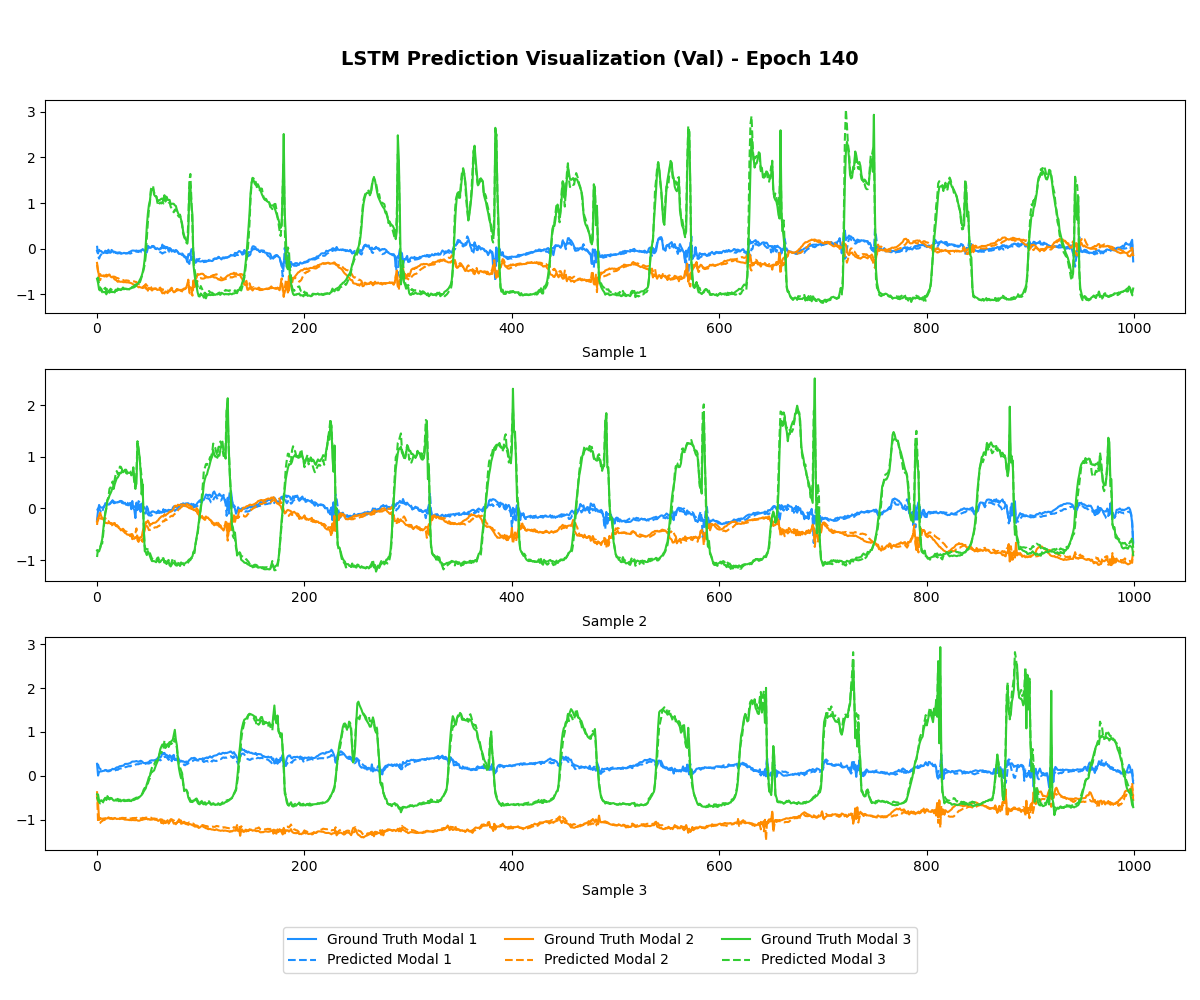 LSTM Prediction Visualization (Val) - Epoch 140
3
2
1
0
−1
0 200 400 600 800 1000
Sample 1
2
1
0
−1
0 200 400 600 800 1000
Sample 2
3
2
1
0
−1
0 200 400 600 800 1000
Sample 3
Ground Truth Modal 1 Ground Truth Modal 2 Ground Truth Modal 3
Predicted Modal 1 Predicted Modal 2 Predicted Modal 3